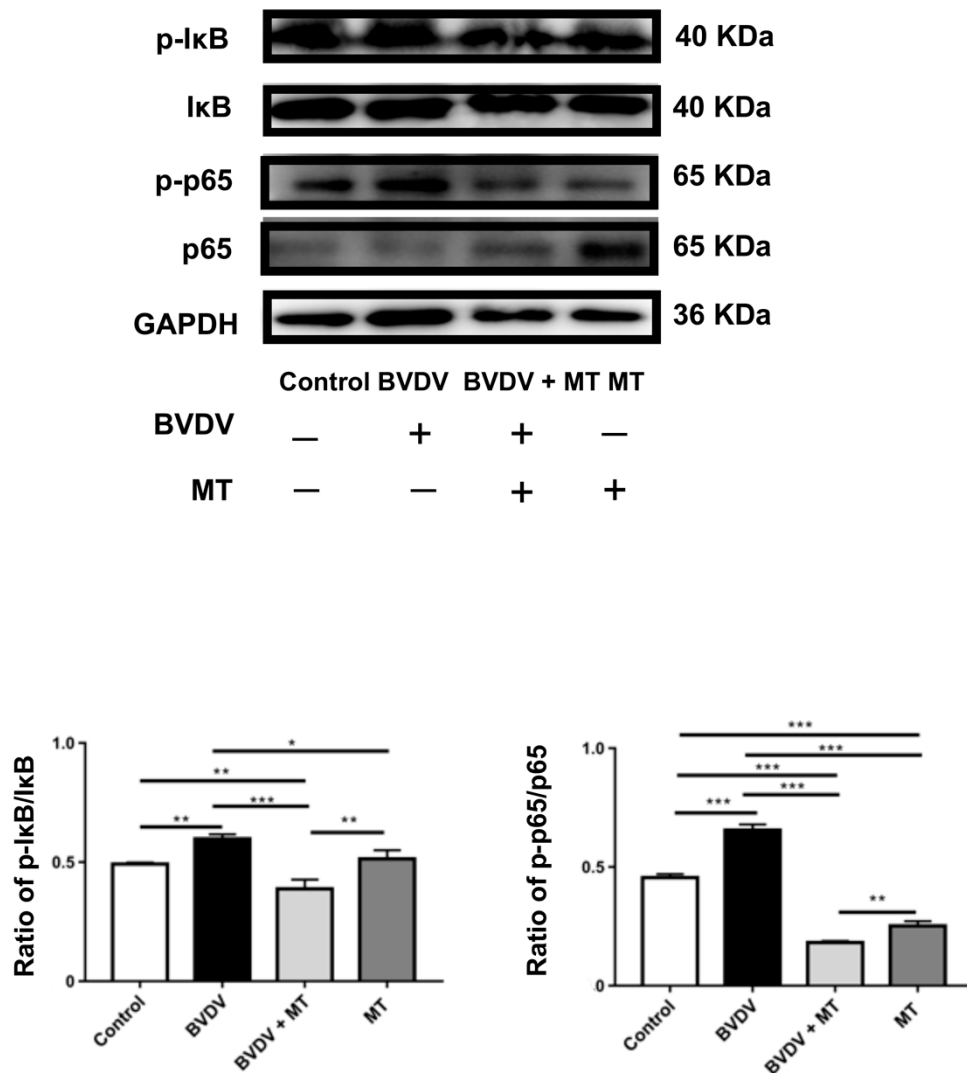 p-IκB 40 KDa
IκB 40 KDa
p-p65 65 KDa
p65 65 KDa
GAPDH 36 KDa
Control BVDV BVDV + MT MT
BVDV − + + −
MT − − + +
Ratio of p-IκB/IκB
1.0
0.5
0
*
**
***
**
**
Control
BVDV
BVDV + MT
MT
Ratio of p-p65/p65
1.0
0.5
.0
***
***
***
***
***
**
Control
BVDV
BVDV + MT
MT